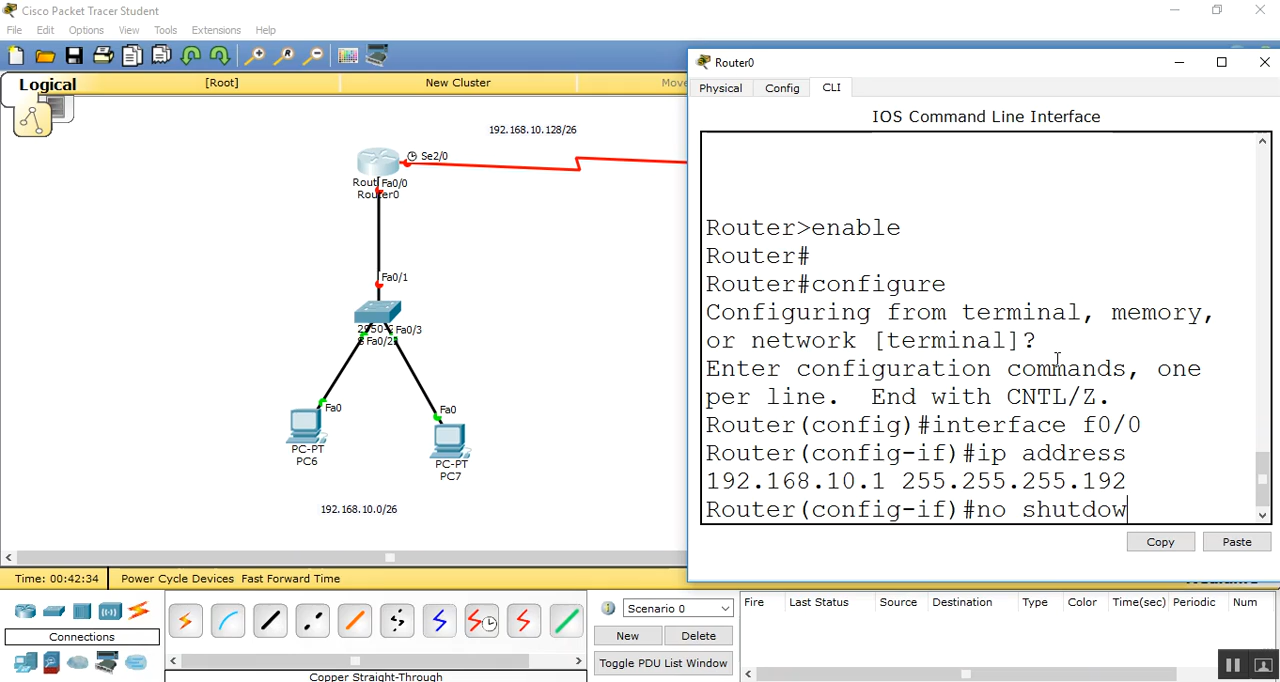 Cisco Packet Tracer Student
File Edit Options View Tools Extensions Help
Logical [Root] New Cluster Move
192.168.10.128/26
Se2/0
Fa0/0
Router0
Fa0/1
Fa0/3
Fa0/2
Fa0 Fa0
PC-PT
PC6
PC-PT
PC7
192.168.10.0/26
Router0
Physical Config CLI
IOS Command Line Interface
Router>enable
Router#
Router#configure
Configuring from terminal, memory,
or network [terminal]?
Enter configuration commands, one
per line.  End with CNTL/Z.
Router(config)#interface f0/0
Router(config-if)#ip address
192.168.10.1 255.255.255.192
Router(config-if)#no shutdow
Copy Paste
Time: 00:42:34 Power Cycle Devices Fast Forward Time
Connections
Copper Straight-Through
Scenario 0
New Delete
Toggle PDU List Window
Fire Last Status Source Destination Type Color Time(sec) Periodic Num